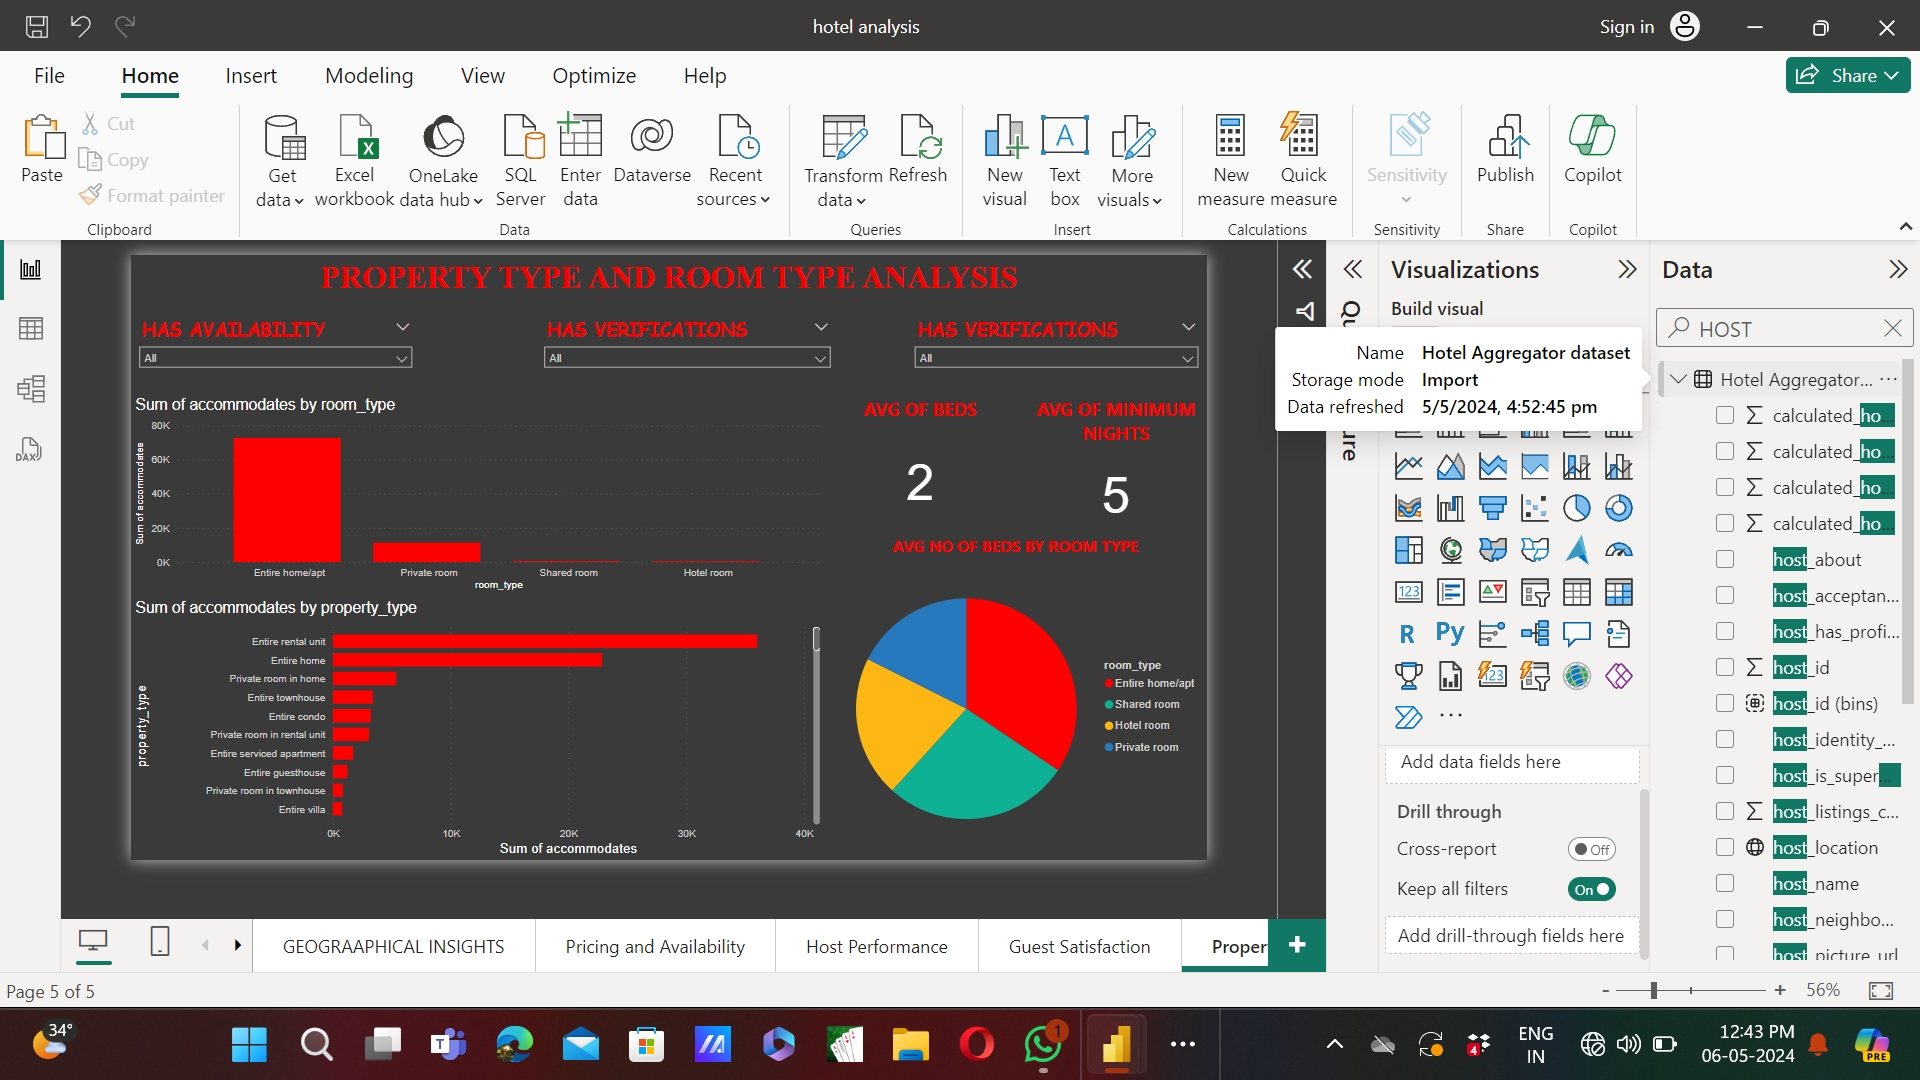 hotel analysis
Sign in
File
Home
Insert
Modeling
View
Optimize
Help
Share
Paste
Cut
Copy
Format painter
Clipboard
Get data
Excel workbook
OneLake data hub
SQL Server
Enter data
Dataverse
Recent sources
Data
Transform data
Refresh
Queries
New visual
Text box
More visuals
Insert
New measure
Quick measure
Calculations
Sensitivity
Sensitivity
Publish
Share
Copilot
Copilot
PROPERTY TYPE AND ROOM TYPE ANALYSIS
HAS AVAILABILITY
All
HAS VERIFICATIONS
All
HAS VERIFICATIONS
All
Sum of accommodates by room_type
80K
60K
40K
20K
0K
Sum of accommodates
Entire home/apt
Private room
Shared room
Hotel room
room_type
AVG OF BEDS
2
AVG OF MINIMUM
NIGHTS
5
AVG NO OF BEDS BY ROOM TYPE
Sum of accommodates by property_type
property_type
Entire rental unit
Entire home
Private room in home
Entire townhouse
Entire condo
Private room in rental unit
Entire serviced apartment
Entire guesthouse
Private room in townhouse
Entire villa
0K
10K
20K
30K
40K
Sum of accommodates
room_type
Entire home/apt
Shared room
Hotel room
Private room
Visualizations
Build visual
Name Hotel Aggregator dataset
Storage mode Import
Data refreshed 5/5/2024, 4:52:45 pm
123
R
Py
123
Add data fields here
Drill through
Cross-report
Off
Keep all filters
On
Add drill-through fields here
Data
HOST
Hotel Aggregator...
calculated_ho...
calculated_ho...
calculated_ho...
calculated_ho...
host_about
host_acceptan...
host_has_profi...
host_id
host_id (bins)
host_identity_...
host_is_super...
host_listings_c...
host_location
host_name
host_neighbo...
host_picture_url
DAX
GEOGRAAPHICAL INSIGHTS
Pricing and Availability
Host Performance
Guest Satisfaction
Proper
Page 5 of 5
56%
34°
1
4
ENG
IN
12:43 PM
06-05-2024
PRE